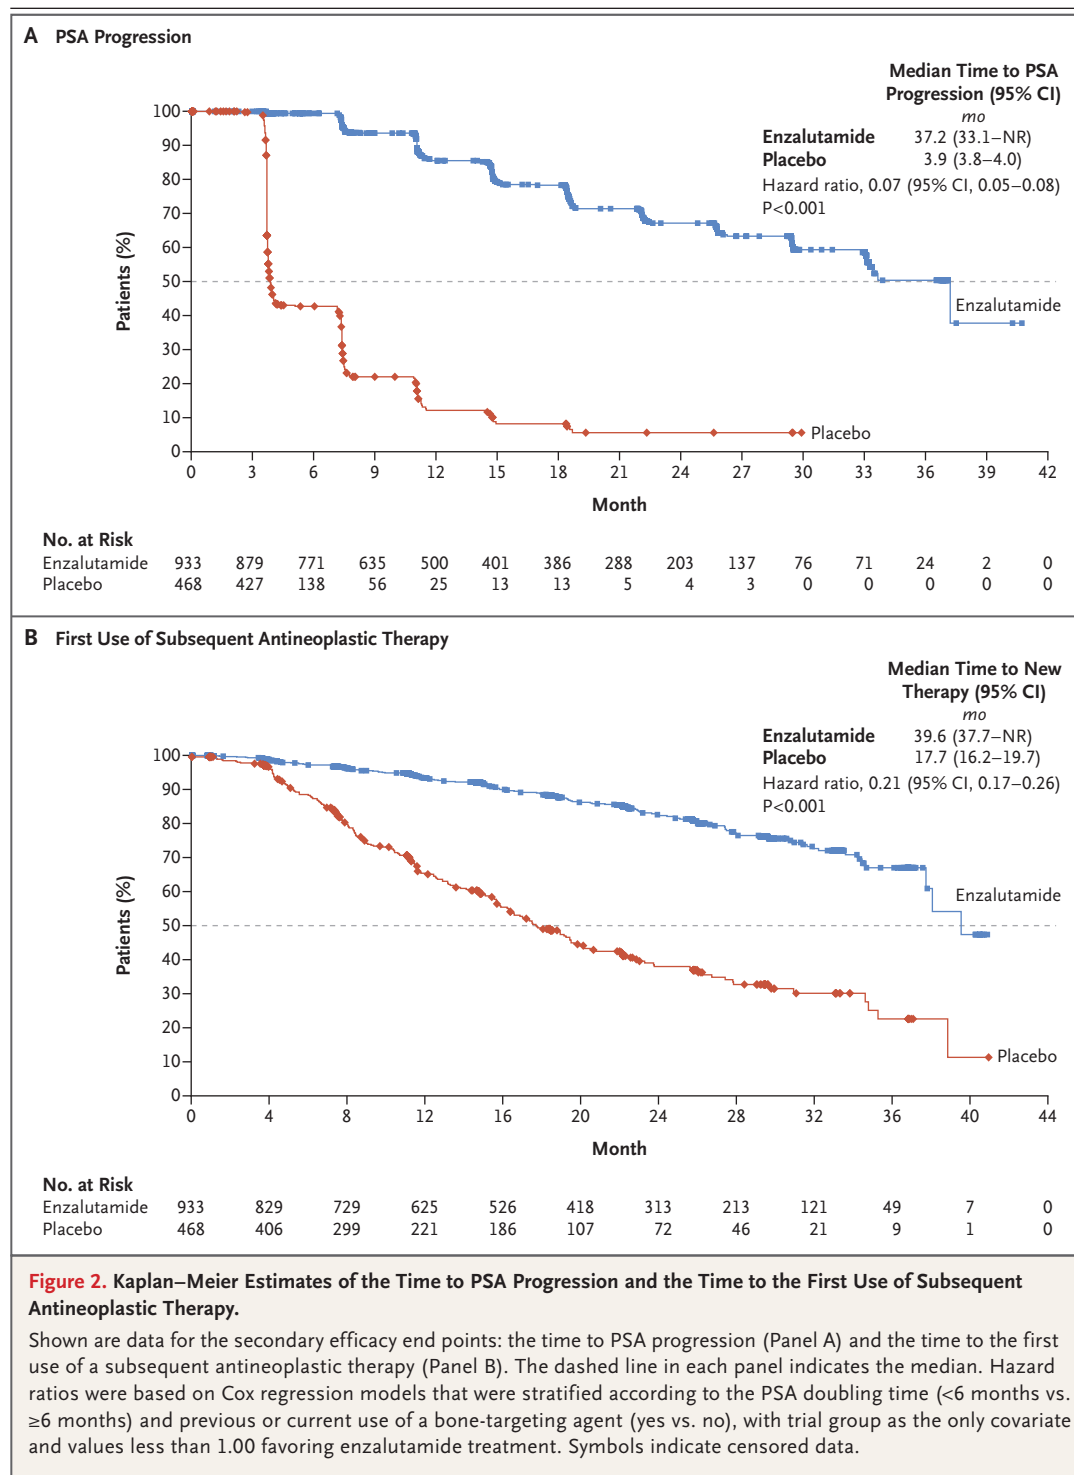 A PSA Progression
Median Time to PSA
Progression (95% CI)
mo
Enzalutamide 37.2 (33.1–NR)
Placebo 3.9 (3.8–4.0)
Hazard ratio, 0.07 (95% CI, 0.05–0.08)
P<0.001
Patients (%)
100
90
80
70
60
50
40
30
20
10
0
Enzalutamide
Placebo
0 3 6 9 12 15 18 21 24 27 30 33 36 39 42
Month
No. at Risk
Enzalutamide 933 879 771 635 500 401 386 288 203 137 76 71 24 2 0
Placebo 468 427 138 56 25 13 13 5 4 3 0 0 0 0 0
B First Use of Subsequent Antineoplastic Therapy
Median Time to New
Therapy (95% CI)
mo
Enzalutamide 39.6 (37.7–NR)
Placebo 17.7 (16.2–19.7)
Hazard ratio, 0.21 (95% CI, 0.17–0.26)
P<0.001
Patients (%)
100
90
80
70
60
50
40
30
20
10
0
Enzalutamide
Placebo
0 4 8 12 16 20 24 28 32 36 40 44
Month
No. at Risk
Enzalutamide 933 829 729 625 526 418 313 213 121 49 7 0
Placebo 468 406 299 221 186 107 72 46 21 9 1 0
Figure 2. Kaplan–Meier Estimates of the Time to PSA Progression and the Time to the First Use of Subsequent
Antineoplastic Therapy.
Shown are data for the secondary efficacy end points: the time to PSA progression (Panel A) and the time to the first
use of a subsequent antineoplastic therapy (Panel B). The dashed line in each panel indicates the median. Hazard
ratios were based on Cox regression models that were stratified according to the PSA doubling time (<6 months vs.
≥6 months) and previous or current use of a bone-targeting agent (yes vs. no), with trial group as the only covariate
and values less than 1.00 favoring enzalutamide treatment. Symbols indicate censored data.